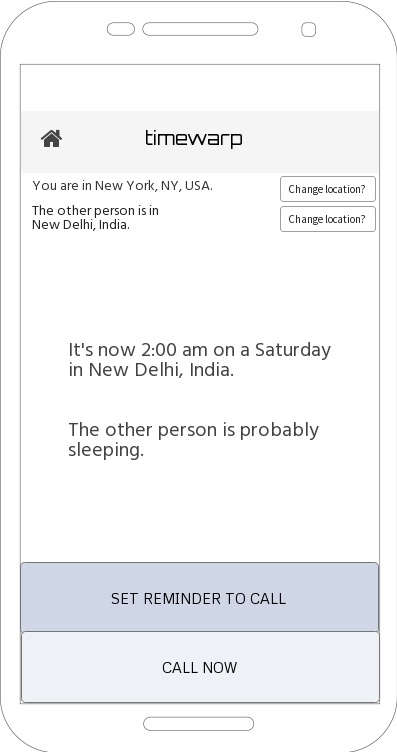 timewarp
You are in New York, NY, USA.
Change location?
The other person is in
New Delhi, India.
Change location?
It's now 2:00 am on a Saturday
in New Delhi, India.
The other person is probably
sleeping.
SET REMINDER TO CALL
CALL NOW